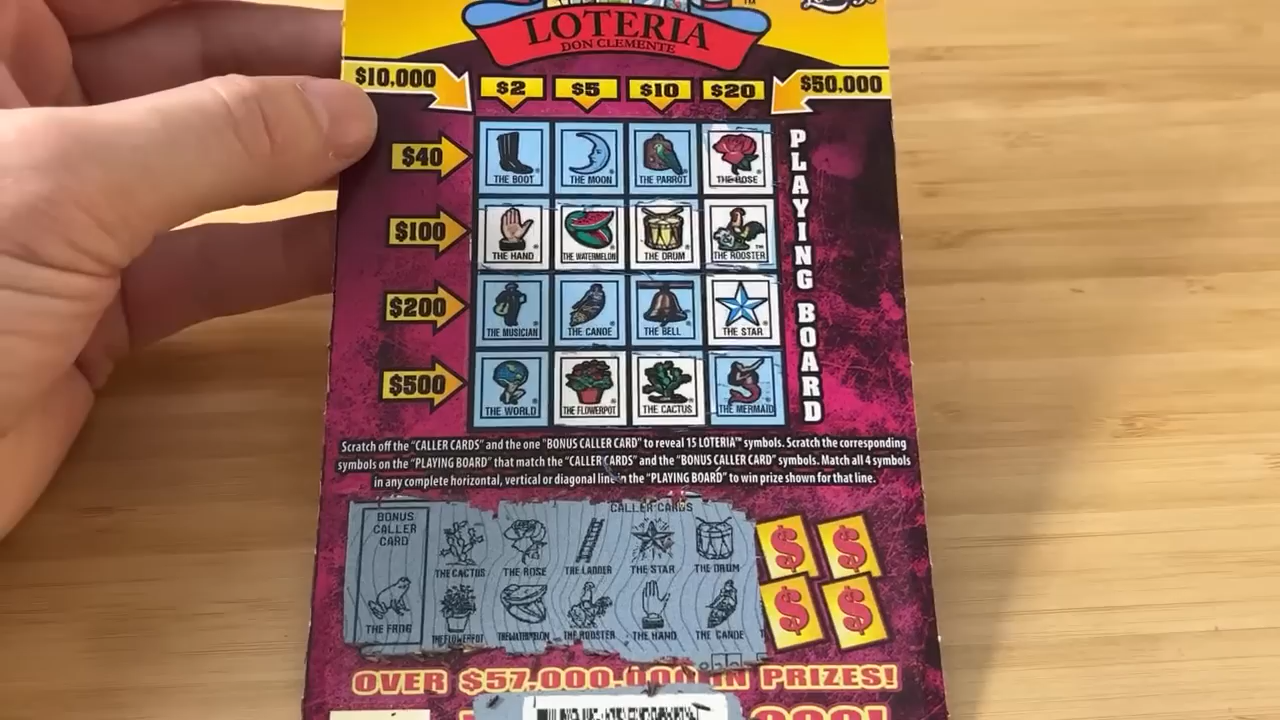 LOTERIA
DON CLEMENTE
$10,000
$2 $5 $10 $20
$50,000
$40
THE BOOT THE MOON THE PARROT THE ROSE
$100
THE HAND THE WATERMELON THE DRUM THE ROOSTER
$200
THE MUSICIAN THE CANOE THE BELL THE STAR
$500
THE WORLD THE FLOWERPOT THE CACTUS THE MERMAID
PLAYING BOARD
Scratch off the "CALLER CARDS" and the one "BONUS CALLER CARD" to reveal 15 LOTERIA™ symbols. Scratch the corresponding
symbols on the "PLAYING BOARD" that match the "CALLER CARDS" and the "BONUS CALLER CARD" symbols. Match all 4 symbols
in any complete horizontal, vertical or diagonal line in the "PLAYING BOARD" to win prize shown for that line.
CALLER CARDS
BONUS
CALLER
CARD
THE FROG
THE CACTUS THE ROSE THE LADDER THE STAR THE DRUM
THE FLOWERPOT THE WATERMELON THE ROOSTER THE HAND THE CANOE
$ $
$ $
OVER $57,000,000 IN PRIZES!